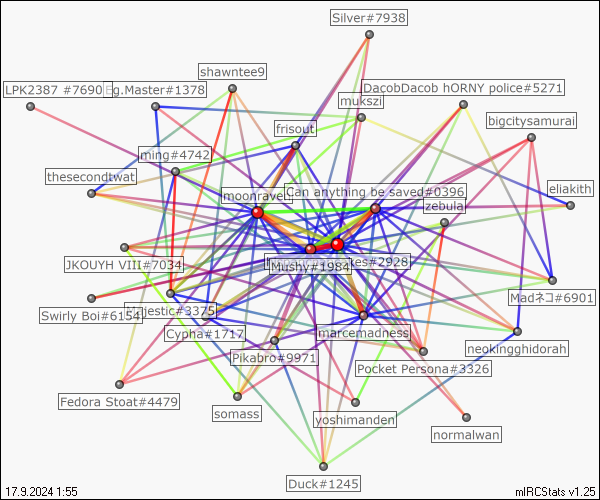 Silver#7938
shawntee9
LPK2387 #7690
g.Master#1378
DacobDacob hORNY police#5271
mukszi
bigcitysamurai
frisout
ming#4742
thesecondtwat
Can anything be saved#0396
moonravel
eliakith
zebula
JKOUYH VIII#7034
Mushy#1984
kes#2928
Madネコ#6901
Swirly Boi#6154
Majestic#3375
Cypha#1717
marcemadness
neokingghidorah
Pikabro#9971
Pocket Persona#3326
Fedora Stoat#4479
somass
yoshimanden
normalwan
Duck#1245
17.9.2024 1:55
mIRCStats v1.25